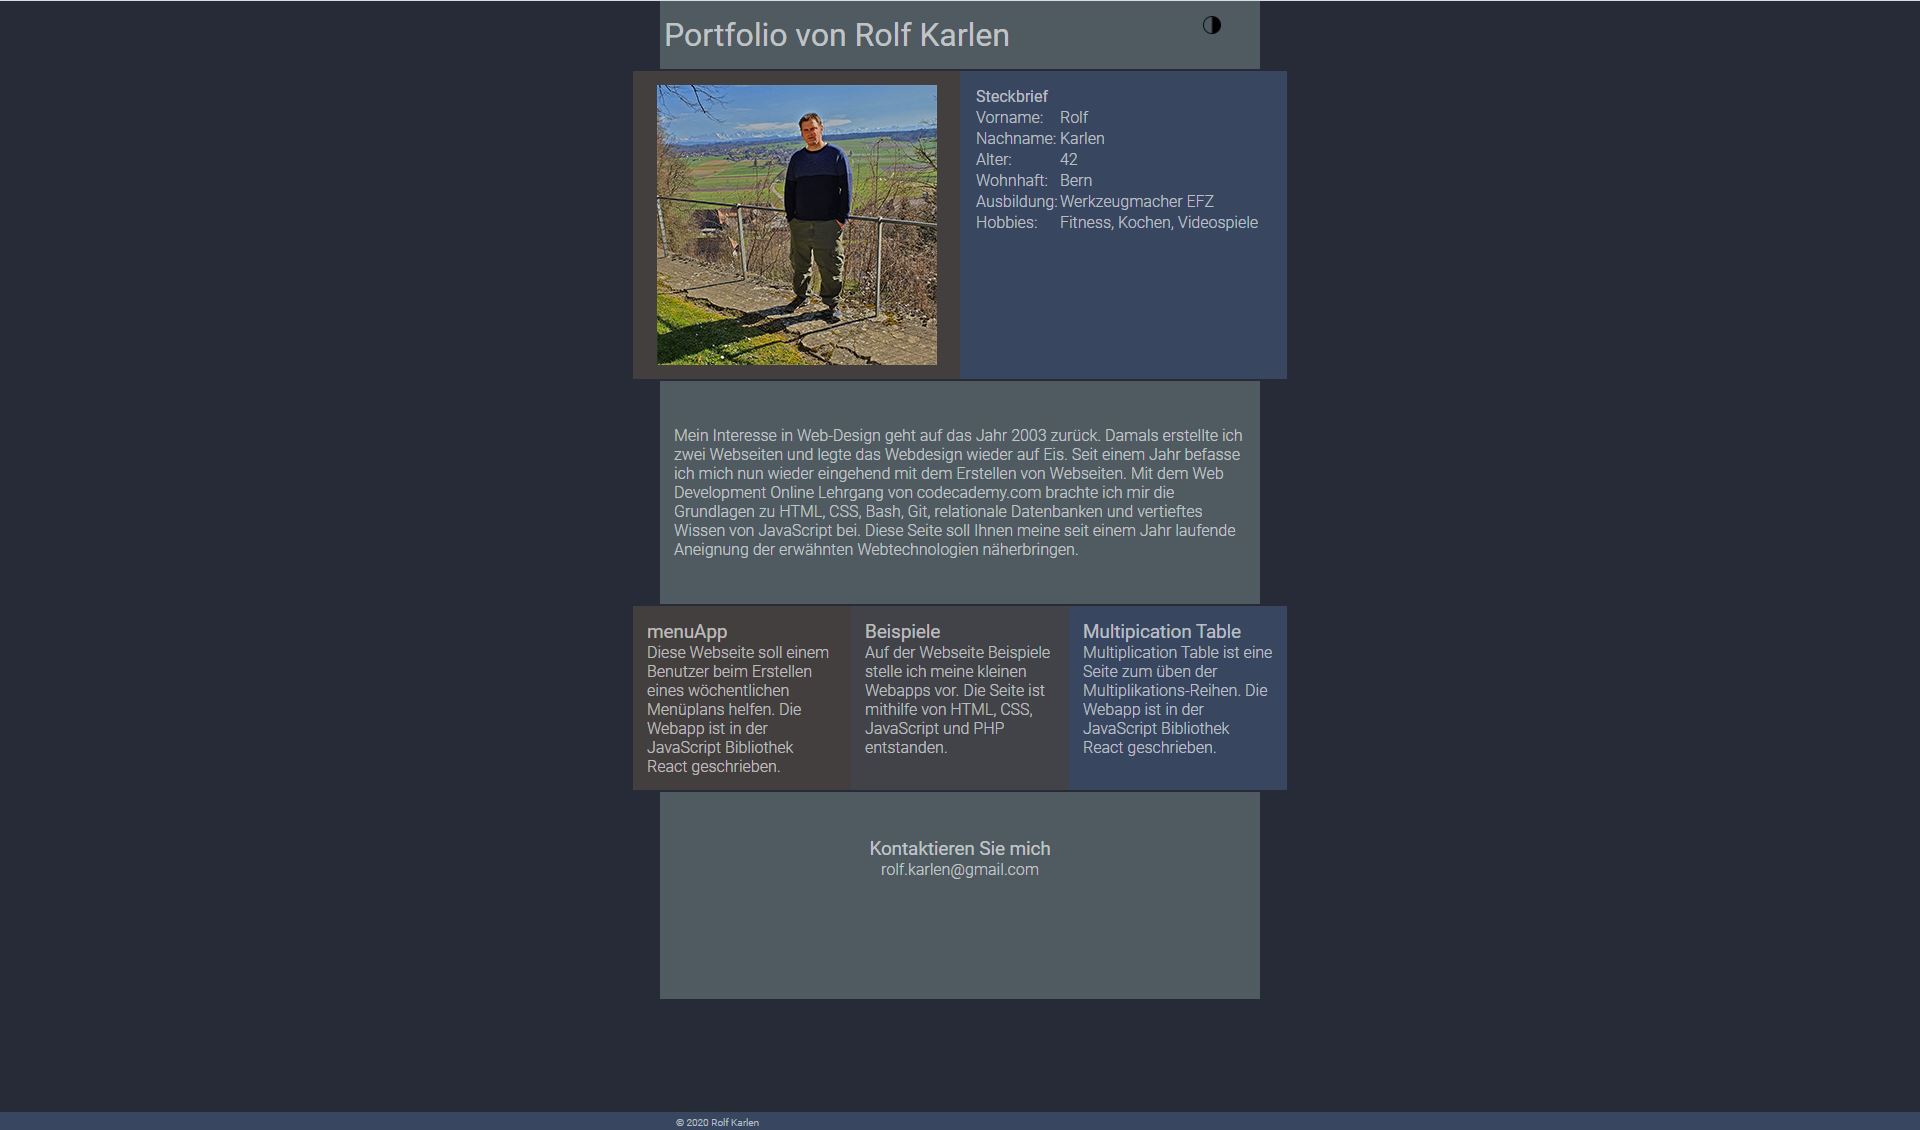 Portfolio von Rolf Karlen
Steckbrief
Vorname: Rolf
Nachname: Karlen
Alter: 42
Wohnhaft: Bern
Ausbildung: Werkzeugmacher EFZ
Hobbies: Fitness, Kochen, Videospiele
Mein Interesse in Web-Design geht auf das Jahr 2003 zurück. Damals erstellte ich
zwei Webseiten und legte das Webdesign wieder auf Eis. Seit einem Jahr befasse
ich mich nun wieder eingehend mit dem Erstellen von Webseiten. Mit dem Web
Development Online Lehrgang von codecademy.com brachte ich mir die
Grundlagen zu HTML, CSS, Bash, Git, relationale Datenbanken und vertieftes
Wissen von JavaScript bei. Diese Seite soll Ihnen meine seit einem Jahr laufende
Aneignung der erwähnten Webtechnologien näherbringen.
menuApp
Diese Webseite soll einem
Benutzer beim Erstellen
eines wöchentlichen
Menüplans helfen. Die
Webapp ist in der
JavaScript Bibliothek
React geschrieben.
Beispiele
Auf der Webseite Beispiele
stelle ich meine kleinen
Webapps vor. Die Seite ist
mithilfe von HTML, CSS,
JavaScript und PHP
entstanden.
Multipication Table
Multiplication Table ist eine
Seite zum üben der
Multiplikations-Reihen. Die
Webapp ist in der
JavaScript Bibliothek
React geschrieben.
Kontaktieren Sie mich
rolf.karlen@gmail.com
© 2020 Rolf Karlen